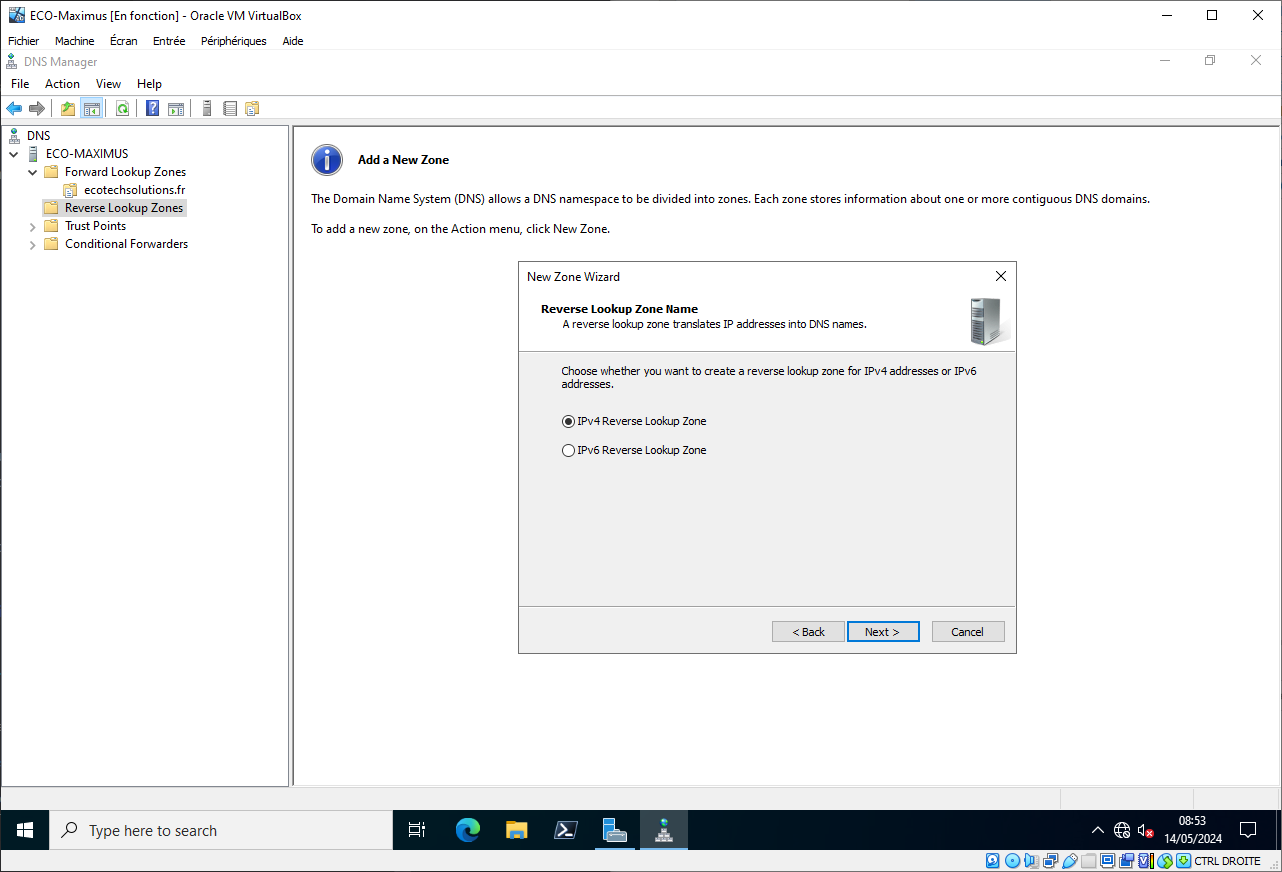 ECO-Maximus [En fonction] - Oracle VM VirtualBox
Fichier Machine Écran Entrée Périphériques Aide
DNS Manager
File Action View Help
DNS
ECO-MAXIMUS
Forward Lookup Zones
ecotechsolutions.fr
Reverse Lookup Zones
Trust Points
Conditional Forwarders
Add a New Zone
The Domain Name System (DNS) allows a DNS namespace to be divided into zones. Each zone stores information about one or more contiguous DNS domains.
To add a new zone, on the Action menu, click New Zone.
New Zone Wizard
Reverse Lookup Zone Name
A reverse lookup zone translates IP addresses into DNS names.
Choose whether you want to create a reverse lookup zone for IPv4 addresses or IPv6
addresses.
IPv4 Reverse Lookup Zone
IPv6 Reverse Lookup Zone
< Back Next > Cancel
Type here to search
08:53
14/05/2024
CTRL DROITE